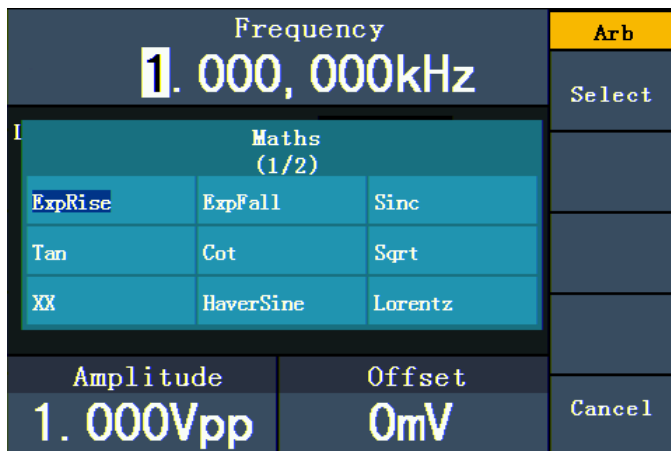 Frequency
1.000,000kHz
Arb
Select
Maths
(1/2)
ExpRise ExpFall Sinc
Tan Cot Sqrt
XX HaverSine Lorentz
Amplitude Offset
1.000Vpp 0mV
Cancel